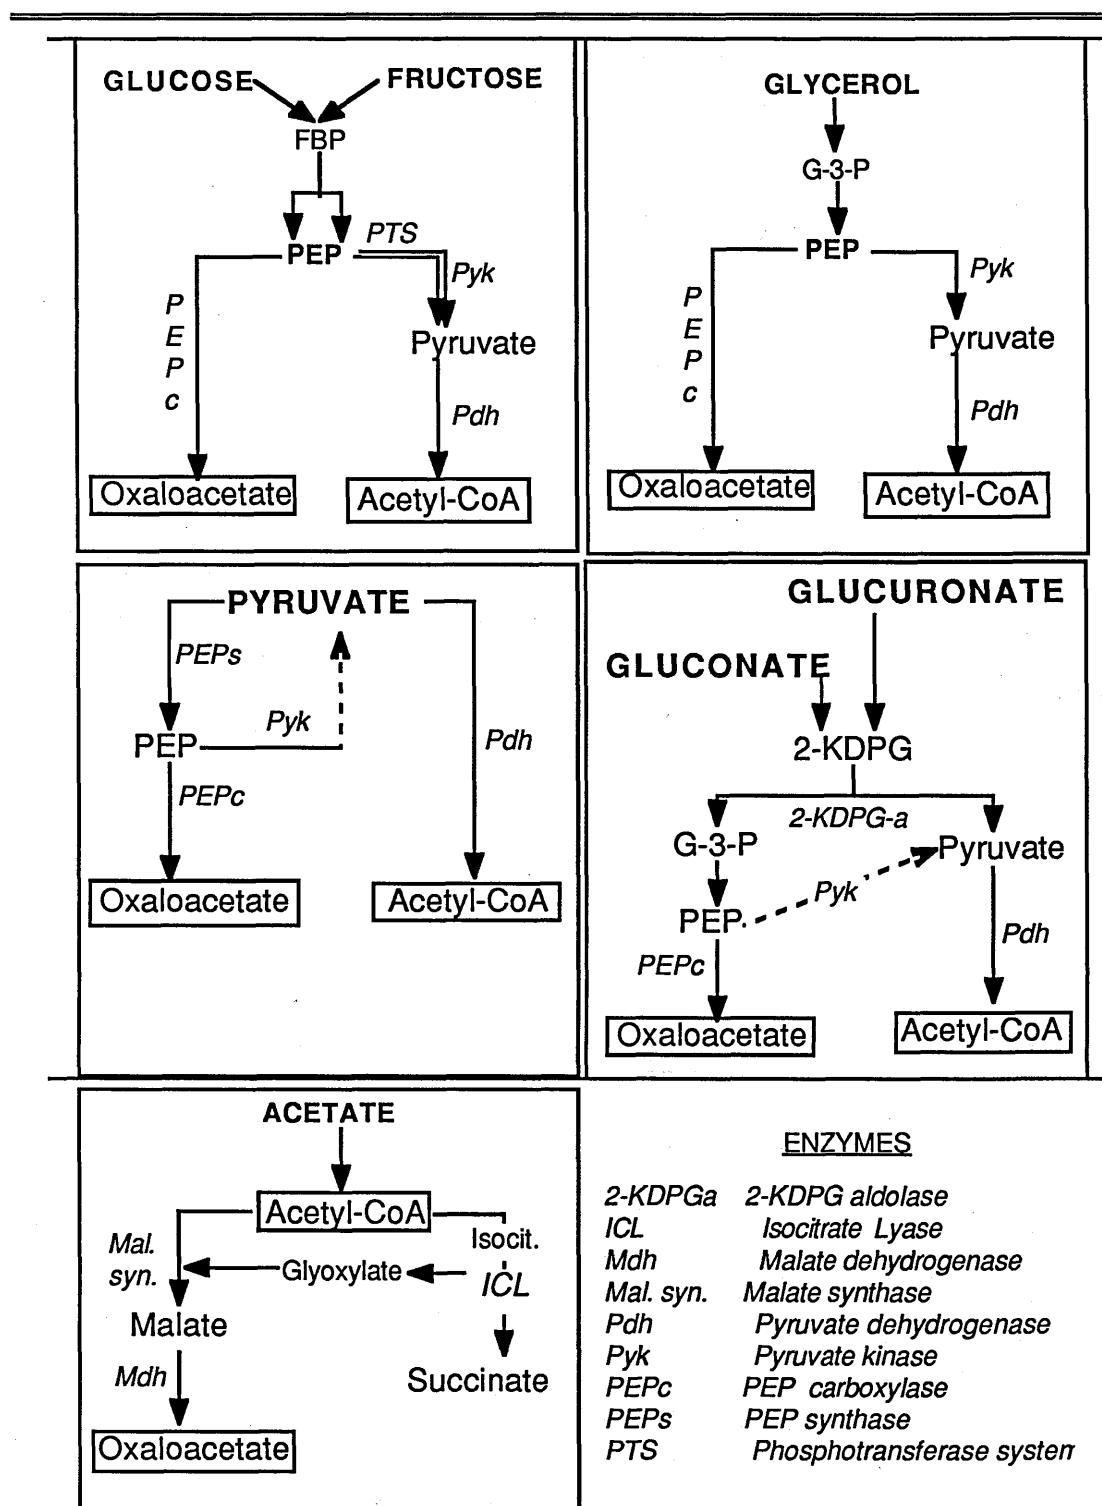 GLUCOSE
FRUCTOSE
FBP
PTS
PEP
Pyk
P
E
P
c
Pyruvate
Pdh
Oxaloacetate
Acetyl-CoA
GLYCEROL
G-3-P
PEP
Pyk
P
E
P
c
Pyruvate
Pdh
Oxaloacetate
Acetyl-CoA
PYRUVATE
PEPs
Pyk
PEP
Pdh
PEPc
Oxaloacetate
Acetyl-CoA
GLUCURONATE
GLUCONATE
2-KDPG
2-KDPG-a
G-3-P
Pyruvate
Pyk
PEP
Pdh
PEPc
Oxaloacetate
Acetyl-CoA
ACETATE
Acetyl-CoA
Mal.
syn.
Isocit.
Glyoxylate
ICL
Malate
Mdh
Succinate
Oxaloacetate
ENZYMES
2-KDPGa 2-KDPG aldolase
ICL Isocitrate Lyase
Mdh Malate dehydrogenase
Mal. syn. Malate synthase
Pdh Pyruvate dehydrogenase
Pyk Pyruvate kinase
PEPc PEP carboxylase
PEPs PEP synthase
PTS Phosphotransferase system